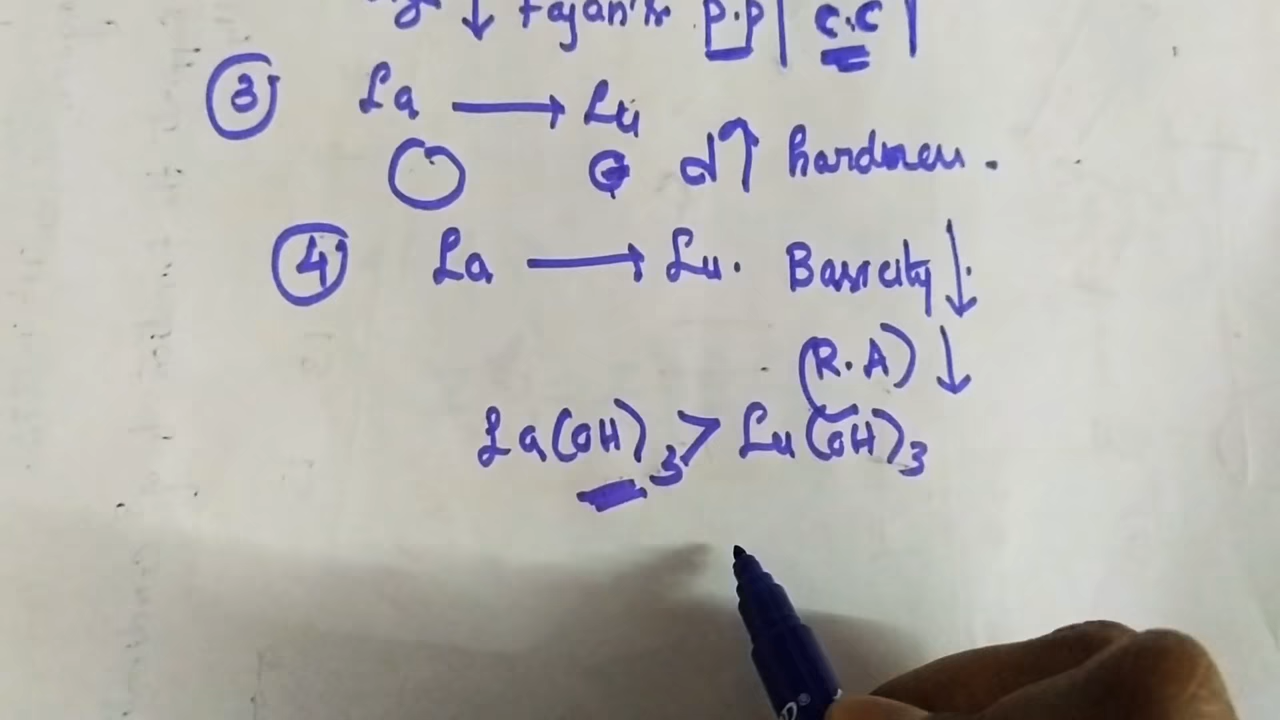 ↓ Fajan's P.P | C.C |
③ La ⟶ Lu
d↑ hardness.
④ La ⟶ Lu. Basicity ↓.
(R.A) ↓
La(OH)3 > Lu(OH)3